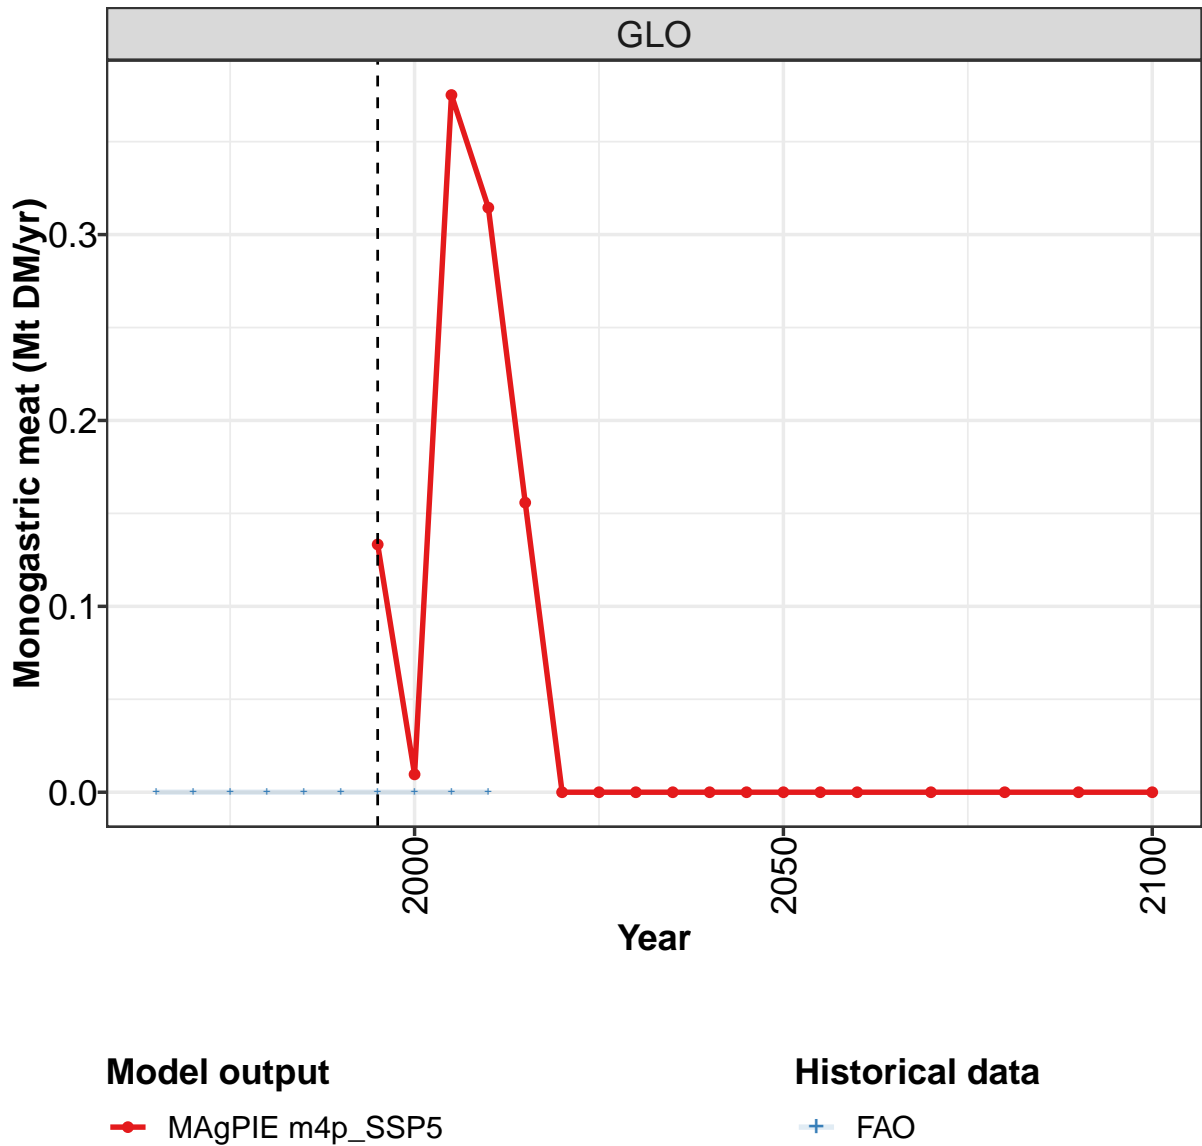 GLO
Monogastric meat (Mt DM/yr)
0.3
0.2
0.1
0.0
2000
2050
2100
Year
Model output
Historical data
MAgPIE m4p_SSP5
FAO